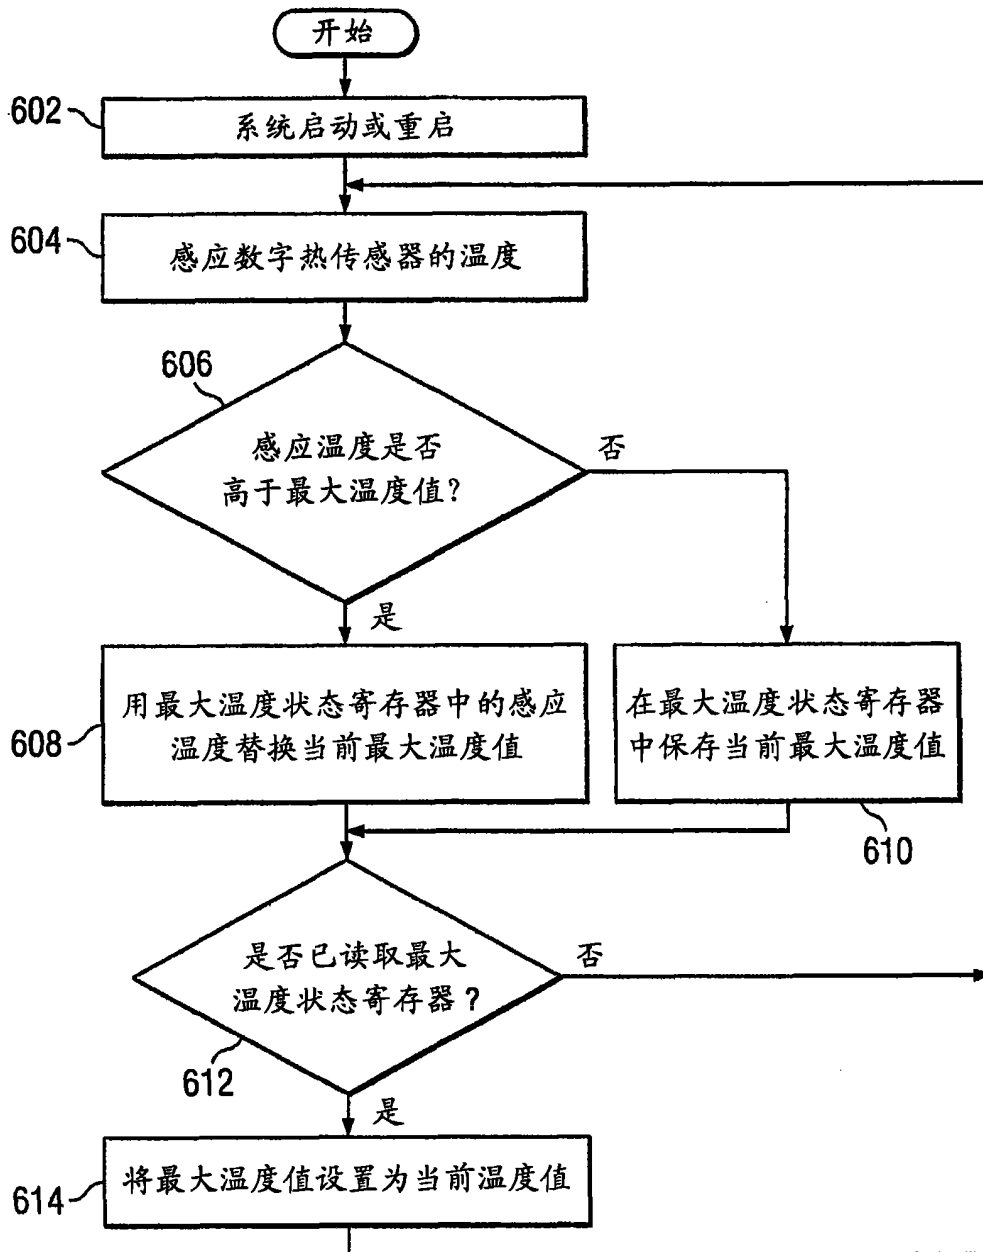 开始
602
系统启动或重启
604
感应数字热传感器的温度
606
感应温度是否
高于最大温度值?
否
是
608
用最大温度状态寄存器中的感应
温度替换当前最大温度值
在最大温度状态寄存器
中保存当前最大温度值
610
是否已读取最大
温度状态寄存器?
否
612
是
614
将最大温度值设置为当前温度值